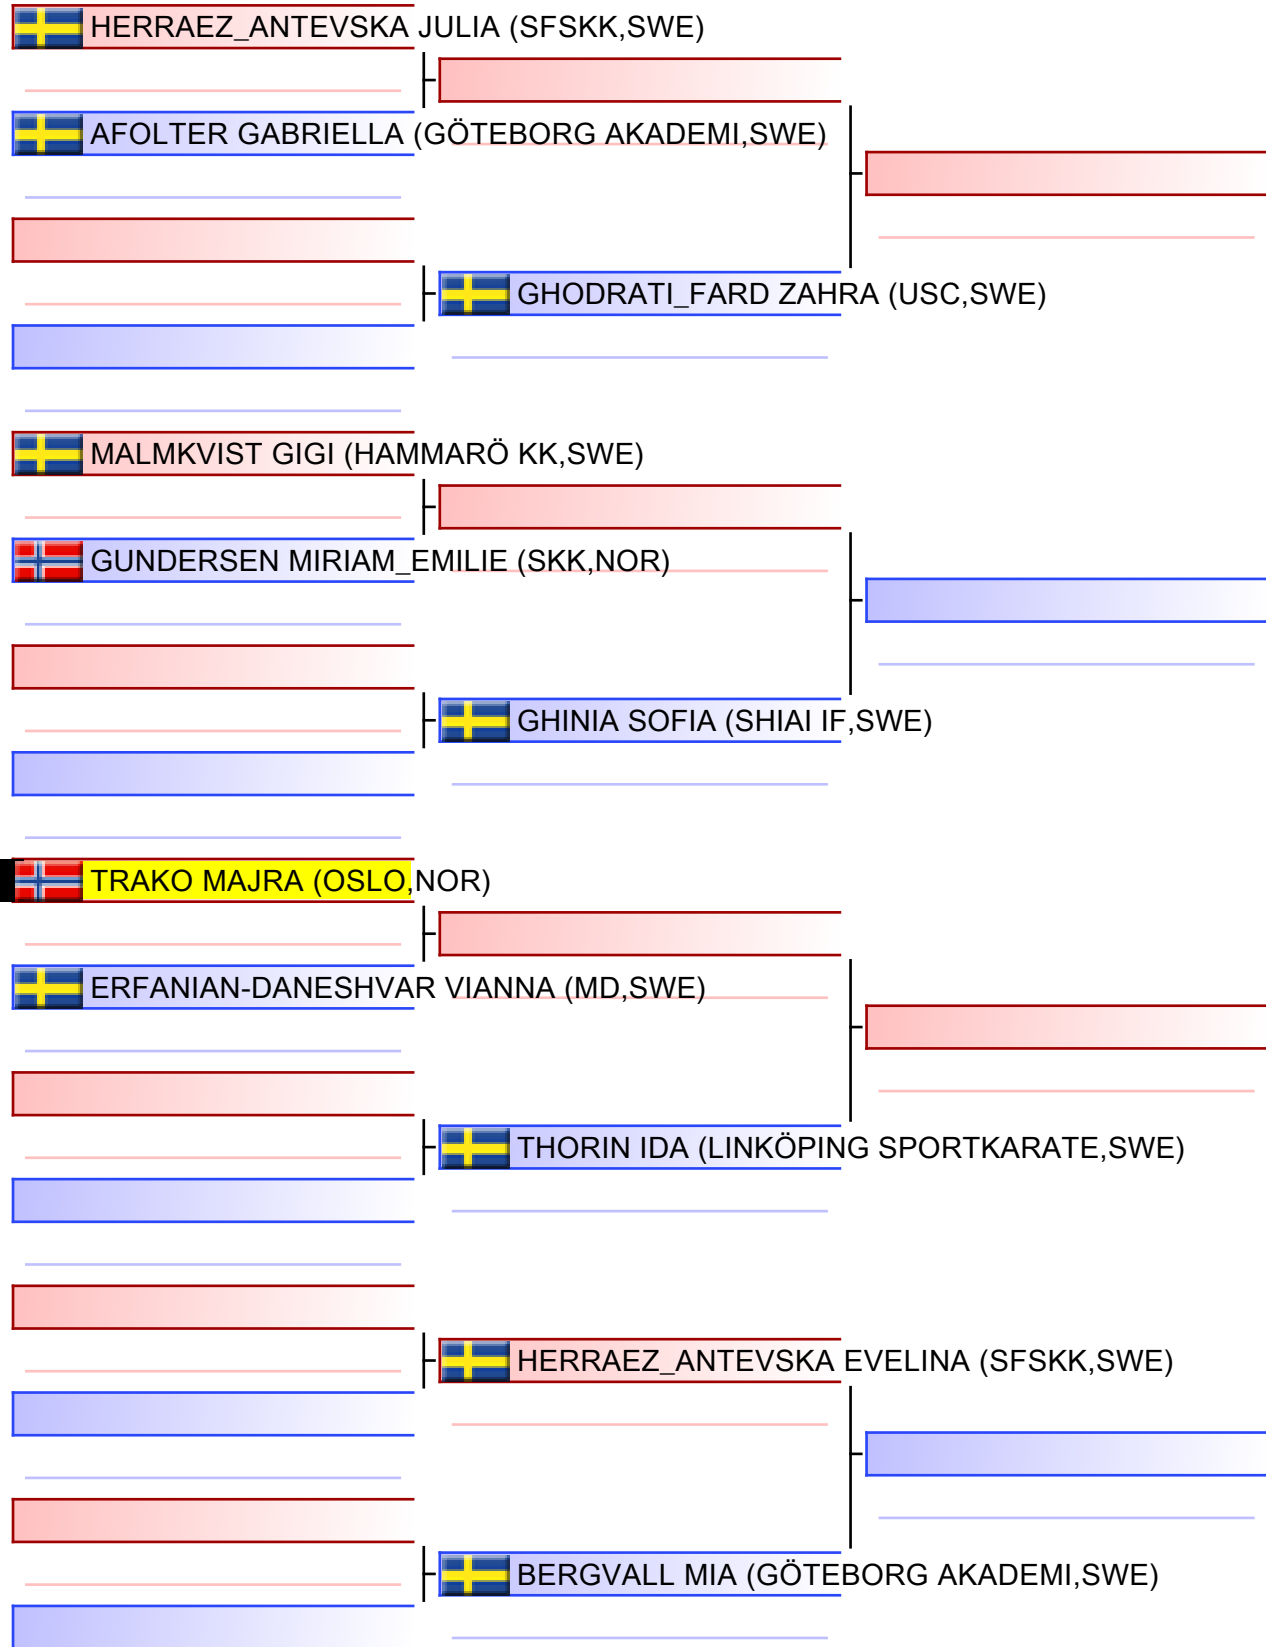 HERRAEZ_ANTEVSKA JULIA (SFSKK,SWE)
AFOLTER GABRIELLA (GÖTEBORG AKADEMI,SWE)
GHODRATI_FARD ZAHRA (USC,SWE)
MALMKVIST GIGI (HAMMARÖ KK,SWE)
GUNDERSEN MIRIAM_EMILIE (SKK,NOR)
GHINIA SOFIA (SHIAI IF,SWE)
TRAKO MAJRA (OSLO,NOR)
ERFANIAN-DANESHVAR VIANNA (MD,SWE)
THORIN IDA (LINKÖPING SPORTKARATE,SWE)
HERRAEZ_ANTEVSKA EVELINA (SFSKK,SWE)
BERGVALL MIA (GÖTEBORG AKADEMI,SWE)